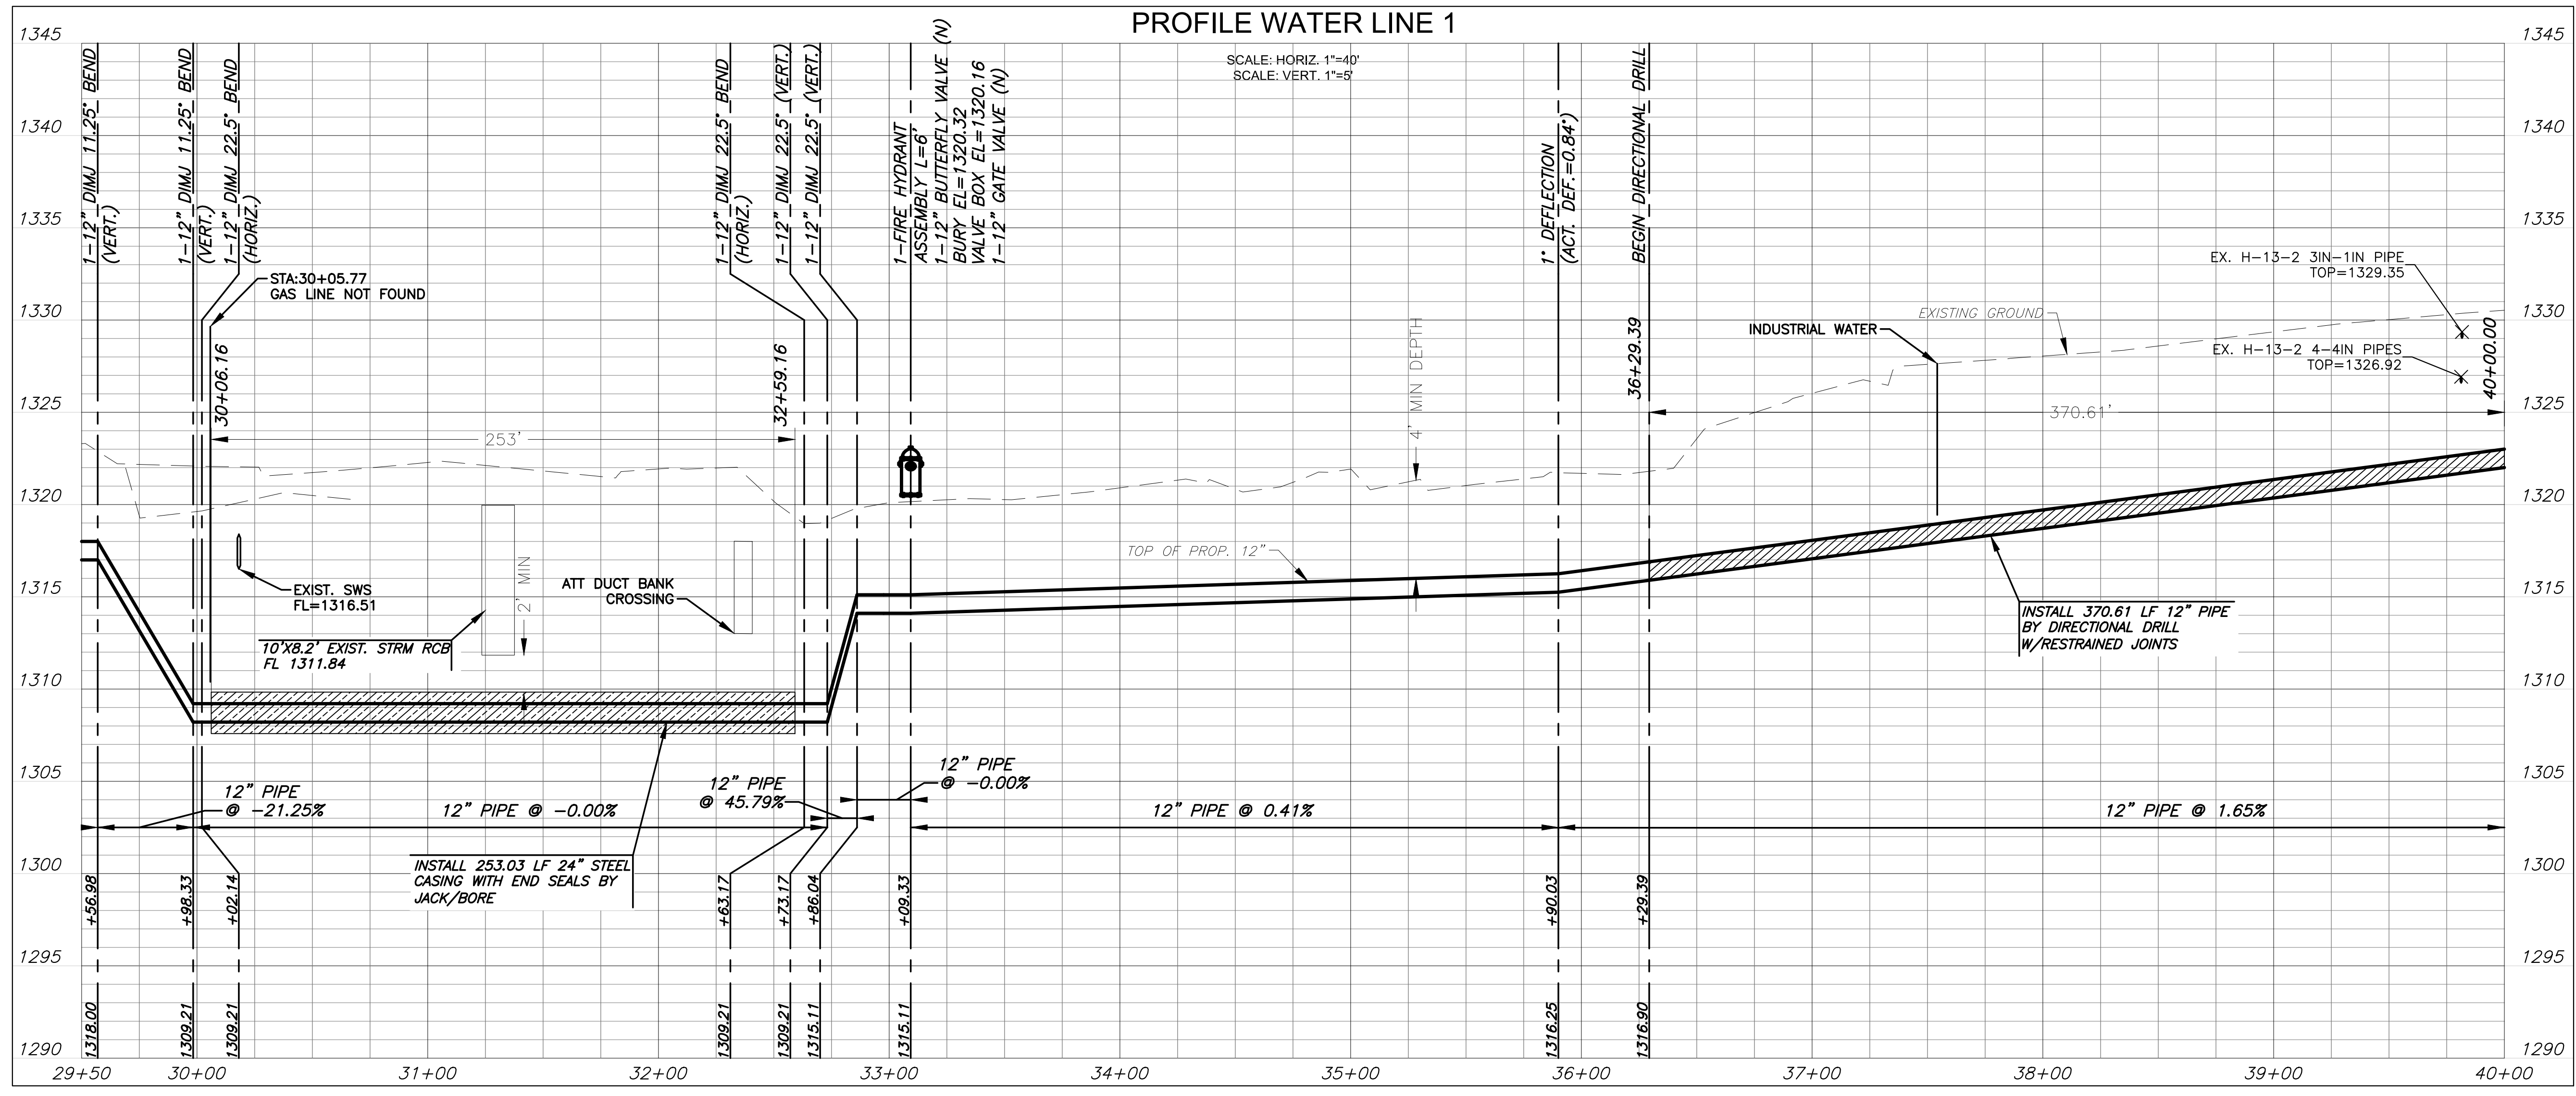 PROFILE WATER LINE 1
SCALE: HORIZ. 1"=40'
SCALE: VERT. 1"=5'
1345
1340
1335
1330
1325
1320
1315
1310
1305
1300
1295
1290
1345
1340
1335
1330
1325
1320
1315
1310
1305
1300
1295
1290
1-12" DIMJ 11.25° BEND
(VERT.)
1-12" DIMJ 11.25° BEND
(VERT.)
1-12" DIMJ 22.5° BEND
(HORIZ.)
1-12" DIMJ 22.5° BEND
(HORIZ.)
1-12" DIMJ 22.5° (VERT.)
1-12" DIMJ 22.5° (VERT.)
1-FIRE HYDRANT
ASSEMBLY L=6'
1-12" BUTTERFLY VALVE (N)
BURY EL=1320.32
VALVE BOX EL=1320.16
1-12" GATE VALVE (N)
1° DEFLECTION
(ACT. DEF.=0.84°)
BEGIN DIRECTIONAL DRILL
STA:30+05.77
GAS LINE NOT FOUND
30+06.16
32+59.16
253'
4' MIN DEPTH
36+29.39
INDUSTRIAL WATER
EXISTING GROUND
EX. H-13-2 3IN-1IN PIPE
TOP=1329.35
EX. H-13-2 4-4IN PIPES
TOP=1326.92
40+00.00
370.61'
EXIST. SWS
FL=1316.51
10'X8.2' EXIST. STRM RCB
FL 1311.84
2' MIN
ATT DUCT BANK
CROSSING
TOP OF PROP. 12"
INSTALL 370.61 LF 12" PIPE
BY DIRECTIONAL DRILL
W/RESTRAINED JOINTS
12" PIPE
@ -21.25%
12" PIPE @ -0.00%
12" PIPE
@ 45.79%
12" PIPE
@ -0.00%
12" PIPE @ 0.41%
12" PIPE @ 1.65%
INSTALL 253.03 LF 24" STEEL
CASING WITH END SEALS BY
JACK/BORE
+56.98
+98.33
+02.14
+63.17
+73.17
+86.04
+09.33
+90.03
+29.39
1318.00
1309.21
1309.21
1309.21
1309.21
1315.11
1315.11
1316.25
1316.90
29+50
30+00
31+00
32+00
33+00
34+00
35+00
36+00
37+00
38+00
39+00
40+00